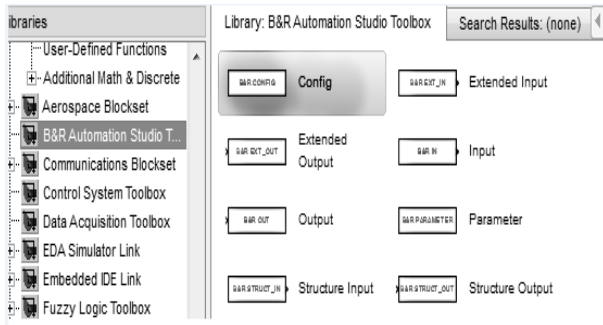 ibraries
User-Defined Functions
Additional Math & Discrete
Aerospace Blockset
B&R Automation Studio T...
Communications Blockset
Control System Toolbox
Data Acquisition Toolbox
EDA Simulator Link
Embedded IDE Link
Fuzzy Logic Toolbox
Library: B&R Automation Studio Toolbox
Search Results: (none)
B&R CONFIG
Config
B&R EXT_IN
Extended Input
B&R EXT_OUT
Extended
Output
B&R IN
Input
B&R OUT
Output
B&R PARAMETER
Parameter
B&R STRUCT_IN
Structure Input
B&R STRUCT_OUT
Structure Output